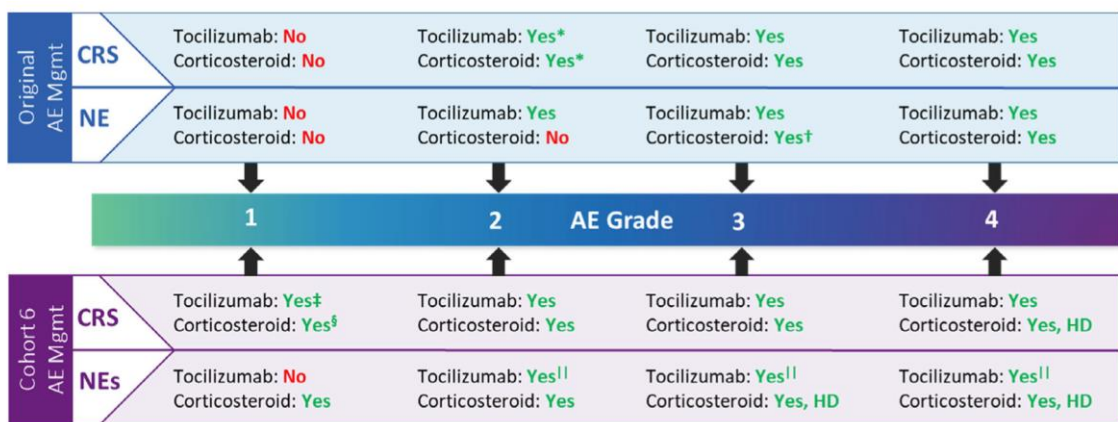 Original
AE Mgmt
CRS
Tocilizumab: No
Corticosteroid: No
Tocilizumab: Yes*
Corticosteroid: Yes*
Tocilizumab: Yes
Corticosteroid: Yes
Tocilizumab: Yes
Corticosteroid: Yes
NE
Tocilizumab: No
Corticosteroid: No
Tocilizumab: Yes
Corticosteroid: No
Tocilizumab: Yes
Corticosteroid: Yes†
Tocilizumab: Yes
Corticosteroid: Yes
1 2 AE Grade 3 4
Cohort 6
AE Mgmt
CRS
Tocilizumab: Yes‡
Corticosteroid: Yes§
Tocilizumab: Yes
Corticosteroid: Yes
Tocilizumab: Yes
Corticosteroid: Yes
Tocilizumab: Yes
Corticosteroid: Yes, HD
NEs
Tocilizumab: No
Corticosteroid: Yes
Tocilizumab: Yes||
Corticosteroid: Yes
Tocilizumab: Yes||
Corticosteroid: Yes, HD
Tocilizumab: Yes||
Corticosteroid: Yes, HD